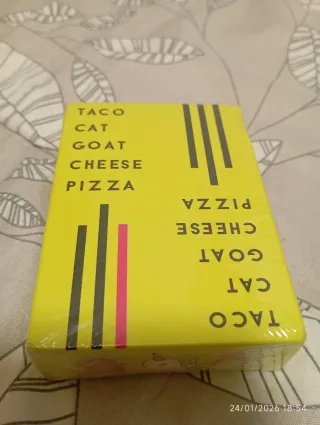 TACO
CAT
GOAT
CHEESE
PIZZA
TACO
CAT
GOAT
CHEESE
PIZZA
24/01/2026 18:54